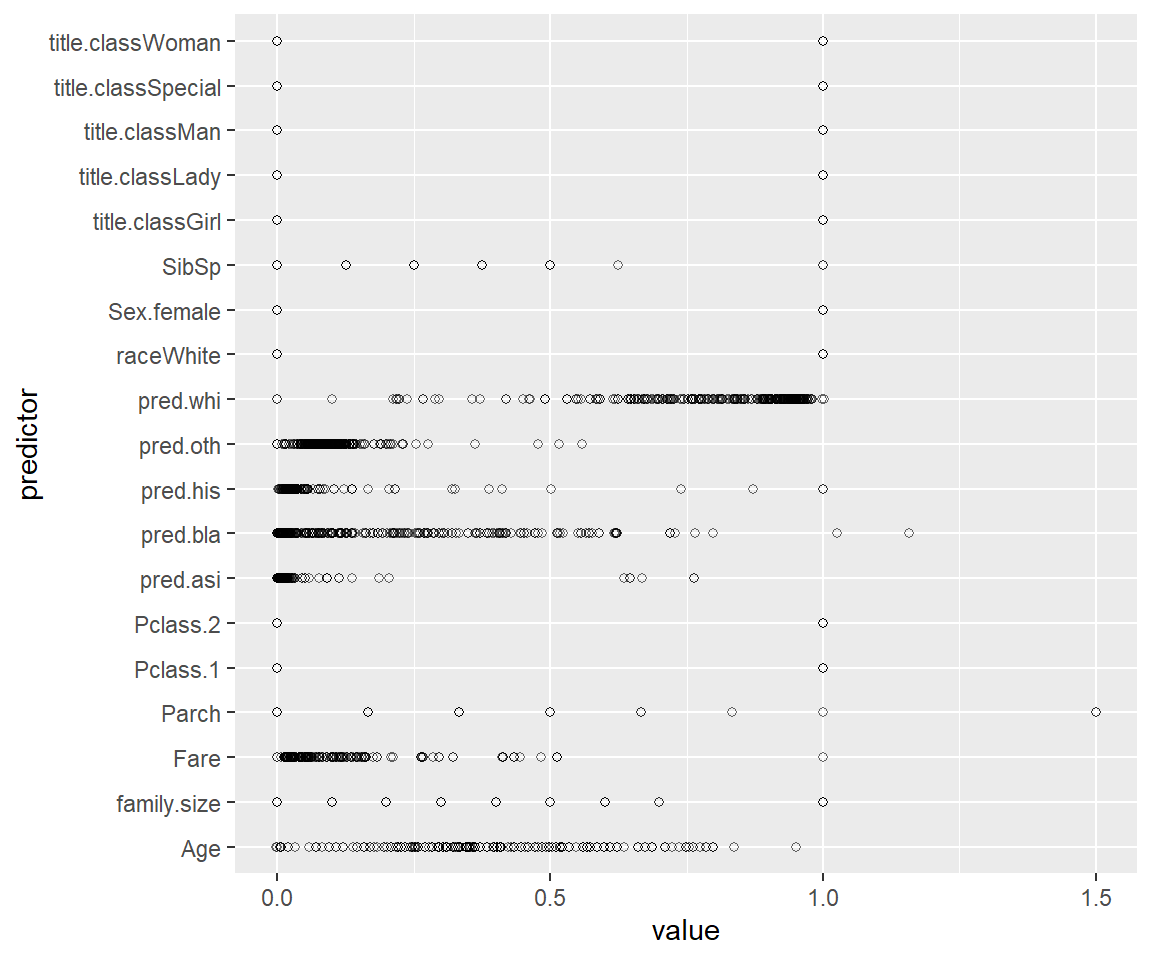 title.classWoman
title.classSpecial
title.classMan
title.classLady
title.classGirl
SibSp
Sex.female
raceWhite
pred.whi
pred.oth
pred.his
pred.bla
pred.asi
Pclass.2
Pclass.1
Parch
Fare
family.size
Age
predictor
0.0 0.5 1.0 1.5
value